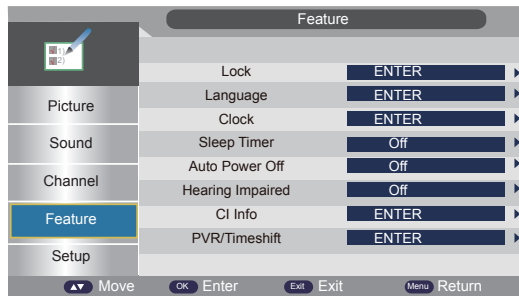 Feature
1)
2)
Lock ENTER
Language ENTER
Clock ENTER
Sleep Timer Off
Auto Power Off Off
Hearing Impaired Off
CI Info ENTER
PVR/Timeshift ENTER
Picture
Sound
Channel
Feature
Setup
Move OK Enter Exit Exit Menu Return